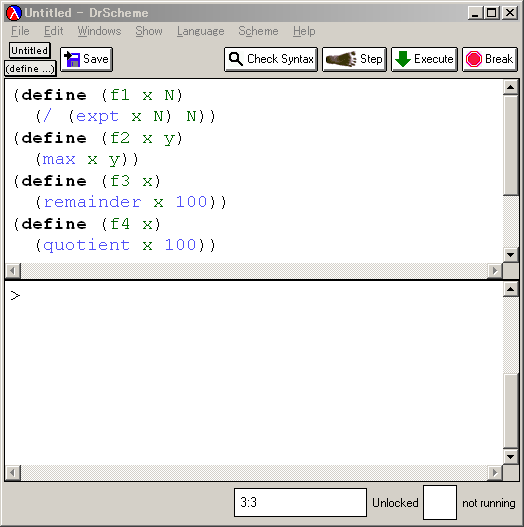 Untitled - DrScheme
File Edit Windows Show Language Scheme Help
Untitled
(define ...)
Save
Check Syntax
Step
Execute
Break
(define (f1 x N)
  (/ (expt x N) N))
(define (f2 x y)
  (max x y))
(define (f3 x)
  (remainder x 100))
(define (f4 x)
  (quotient x 100))
>
3:3
Unlocked
not running